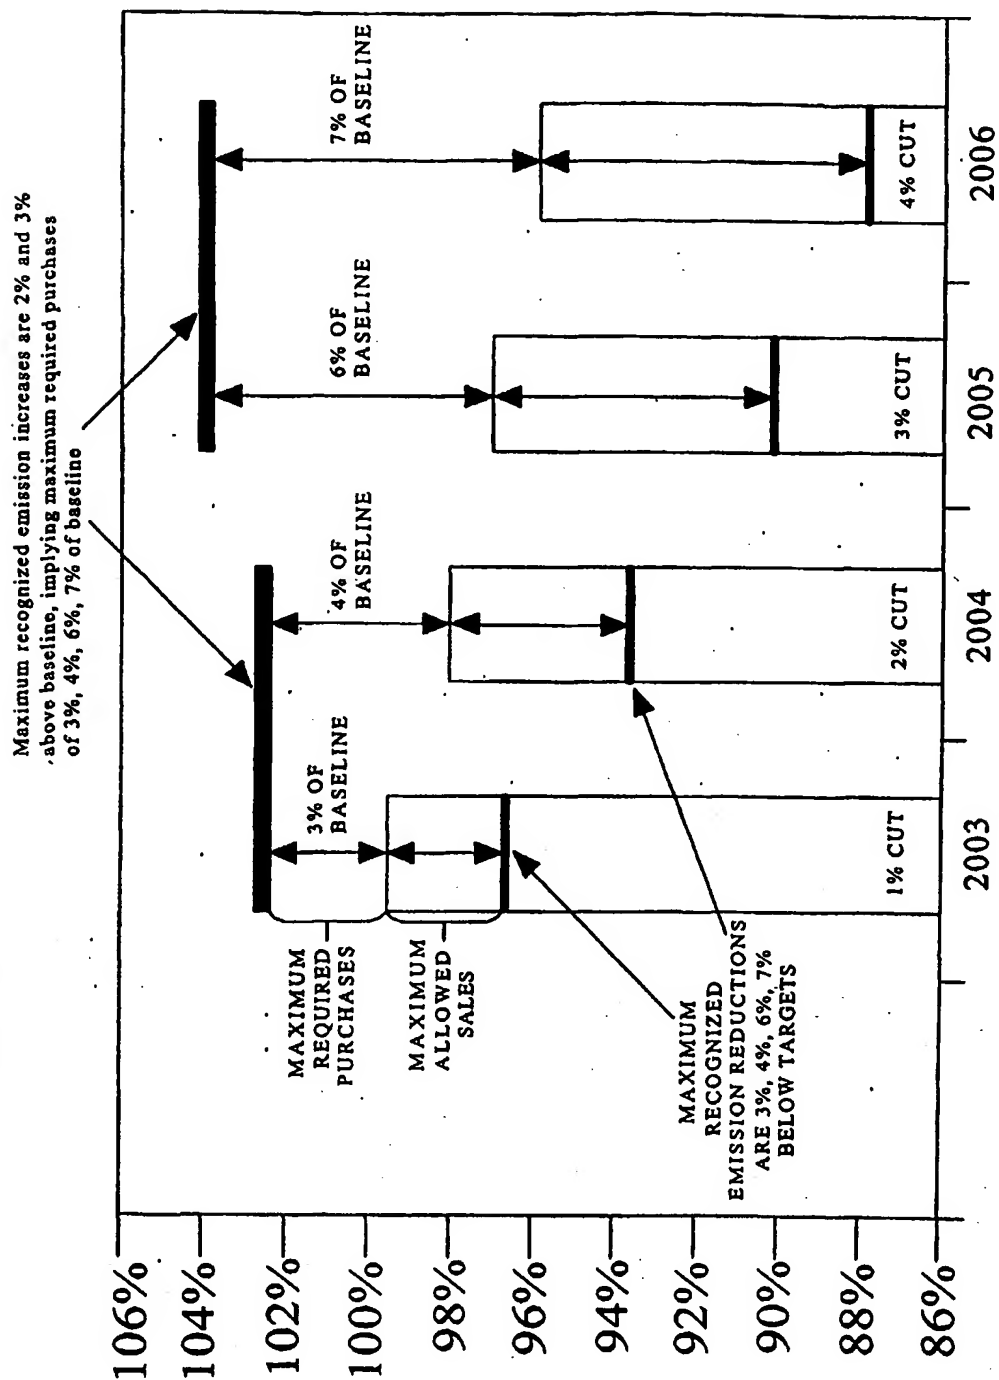 Maximum recognized emission increases are 2% and 3%
above baseline, implying maximum required purchases
of 3%, 4%, 6%, 7% of baseline
106%
104%
102%
100%
98%
96%
94%
92%
90%
88%
86%
3% OF
BASELINE
4% OF
BASELINE
6% OF
BASELINE
7% OF
BASELINE
MAXIMUM
REQUIRED
PURCHASES
MAXIMUM
ALLOWED
SALES
MAXIMUM
RECOGNIZED
EMISSION REDUCTIONS
ARE 3%, 4%, 6%, 7%
BELOW TARGETS
1% CUT
2% CUT
3% CUT
4% CUT
2003
2004
2005
2006